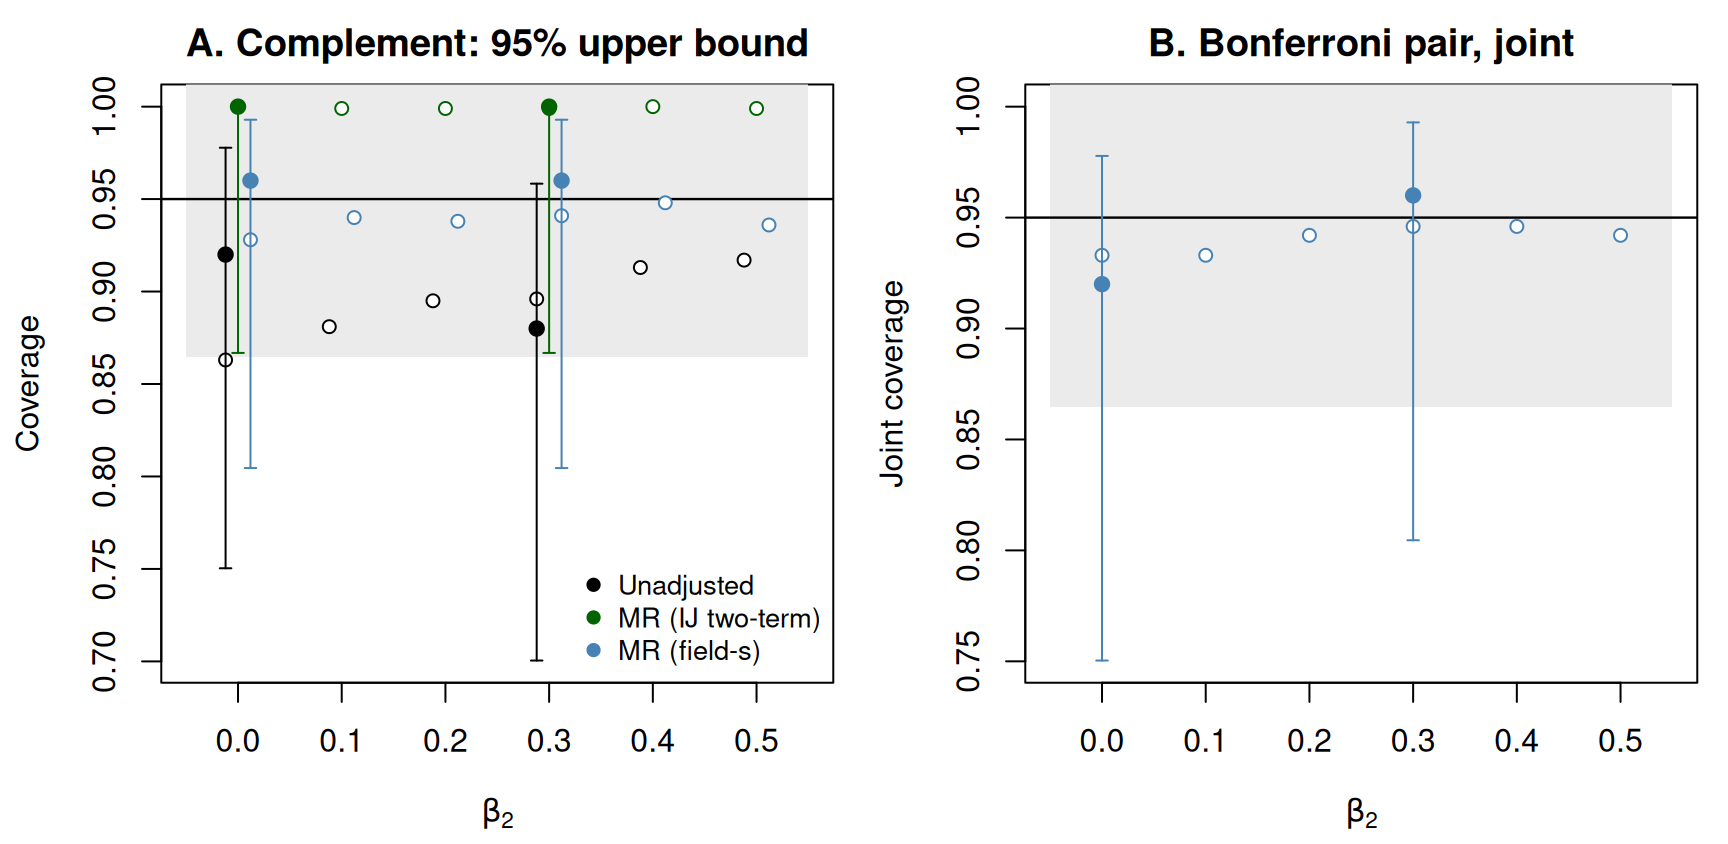 A. Complement: 95% upper bound
Coverage
1.00
0.95
0.90
0.85
0.80
0.75
0.70
Unadjusted
MR (IJ two-term)
MR (field-s)
0.0 0.1 0.2 0.3 0.4 0.5
β2
B. Bonferroni pair, joint
Joint coverage
1.00
0.95
0.90
0.85
0.80
0.75
0.0 0.1 0.2 0.3 0.4 0.5
β2